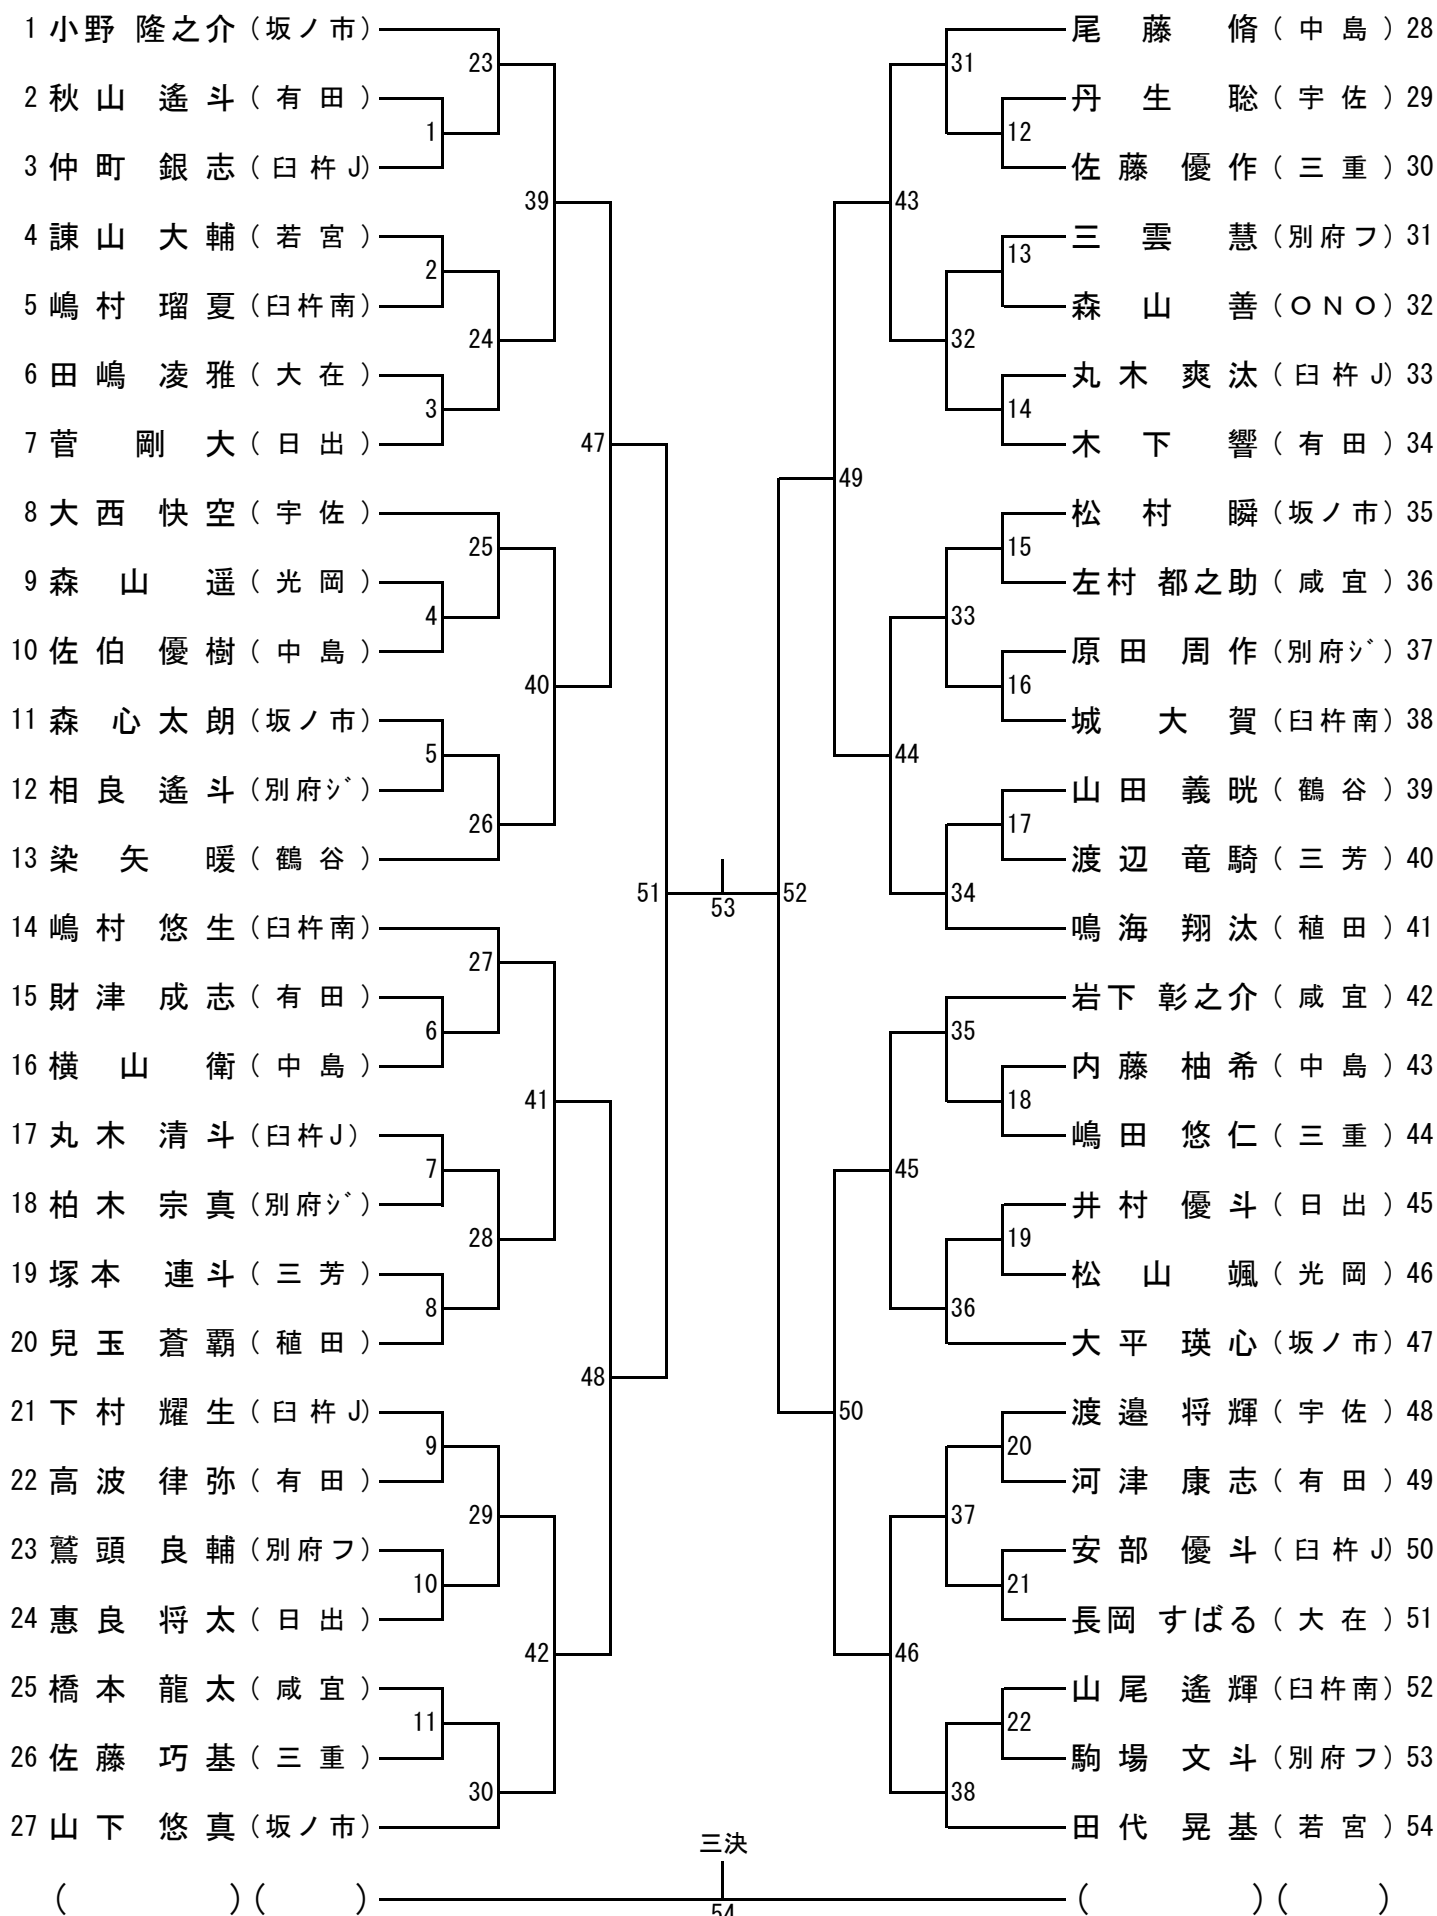 1 小野 隆之介 (坂ノ市)
2 秋山 遙斗 (有田)
3 仲町 銀志 (臼杵J)
4 諌山 大輔 (若宮)
5 嶋村 瑠夏 (臼杵南)
6 田嶋 凌雅 (大在)
7 菅 剛大 (日出)
8 大西 快空 (宇佐)
9 森山 遥 (光岡)
10 佐伯 優樹 (中島)
11 森 心太朗 (坂ノ市)
12 相良 遙斗 (別府ジ)
13 染矢 暖 (鶴谷)
14 嶋村 悠生 (臼杵南)
15 財津 成志 (有田)
16 横山 衛 (中島)
17 丸木 清斗 (臼杵J)
18 柏木 宗真 (別府ジ)
19 塚本 連斗 (三芳)
20 兒玉 蒼覇 (稙田)
21 下村 耀生 (臼杵J)
22 高波 律弥 (有田)
23 鷲頭 良輔 (別府フ)
24 惠良 将太 (日出)
25 橋本 龍太 (咸宜)
26 佐藤 巧基 (三重)
27 山下 悠真 (坂ノ市)
( ) ( )
1
2
3
4
5
6
7
8
9
10
11
23
24
25
26
27
28
29
30
39
40
41
42
47
48
51
53
52
49
50
43
44
45
46
31
32
33
34
35
36
37
38
12
13
14
15
16
17
18
19
20
21
22
尾藤 脩 (中島) 28
丹生 聡 (宇佐) 29
佐藤 優作 (三重) 30
三雲 慧 (別府フ) 31
森山 善 (ONO) 32
丸木 爽汰 (臼杵J) 33
木下 響 (有田) 34
松村 瞬 (坂ノ市) 35
左村 都之助 (咸宜) 36
原田 周作 (別府ジ) 37
城 大賀 (臼杵南) 38
山田 義晄 (鶴谷) 39
渡辺 竜騎 (三芳) 40
鳴海 翔汰 (稙田) 41
岩下 彰之介 (咸宜) 42
内藤 柚希 (中島) 43
嶋田 悠仁 (三重) 44
井村 優斗 (日出) 45
松山 颯 (光岡) 46
大平 瑛心 (坂ノ市) 47
渡邉 将輝 (宇佐) 48
河津 康志 (有田) 49
安部 優斗 (臼杵J) 50
長岡 すばる (大在) 51
山尾 遙輝 (臼杵南) 52
駒場 文斗 (別府フ) 53
田代 晃基 (若宮) 54
三決
54
( ) ( )